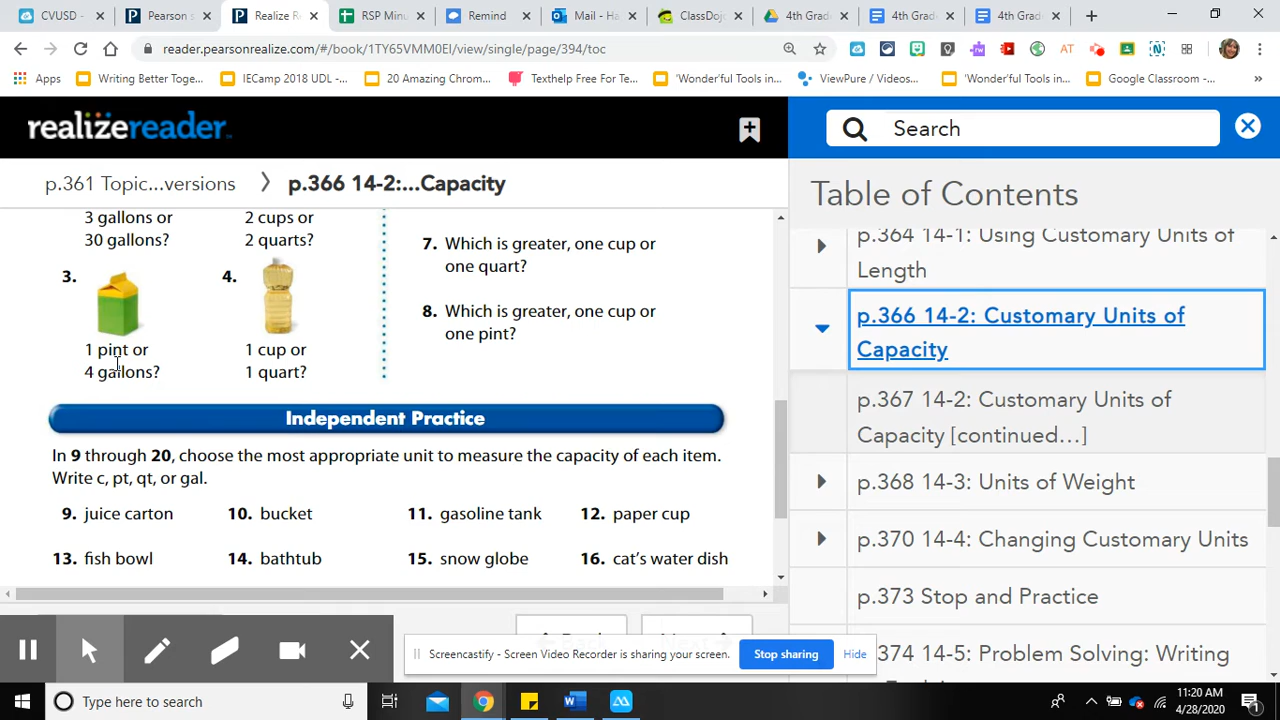 CVUSD
Pearson s
Realize R
RSP Minu
Remind
Mail - Ha
ClassDoj
4th Grad
4th Grad
4th Grad
reader.pearsonrealize.com/#/book/1TY65VMM0EI/view/single/page/394/toc
Apps
Writing Better Toge...
IECamp 2018 UDL -...
20 Amazing Chrom...
Texthelp Free For Te...
'Wonder'ful Tools in...
ViewPure / Videos...
'Wonder'ful Tools in...
Google Classroom -...
realizereader
Search
p.361 Topic...versions
p.366 14-2:...Capacity
3 gallons or
30 gallons?
2 cups or
2 quarts?
3.
1 pint or
4 gallons?
4.
1 cup or
1 quart?
7. Which is greater, one cup or
one quart?
8. Which is greater, one cup or
one pint?
Independent Practice
In 9 through 20, choose the most appropriate unit to measure the capacity of each item.
Write c, pt, qt, or gal.
9. juice carton
10. bucket
11. gasoline tank
12. paper cup
13. fish bowl
14. bathtub
15. snow globe
16. cat's water dish
Table of Contents
p.364 14-1: Using Customary Units of
Length
p.366 14-2: Customary Units of
Capacity
p.367 14-2: Customary Units of
Capacity [continued...]
p.368 14-3: Units of Weight
p.370 14-4: Changing Customary Units
p.373 Stop and Practice
374 14-5: Problem Solving: Writing
Screencastify - Screen Video Recorder is sharing your screen.
Stop sharing
Hide
Type here to search
11:20 AM
4/28/2020